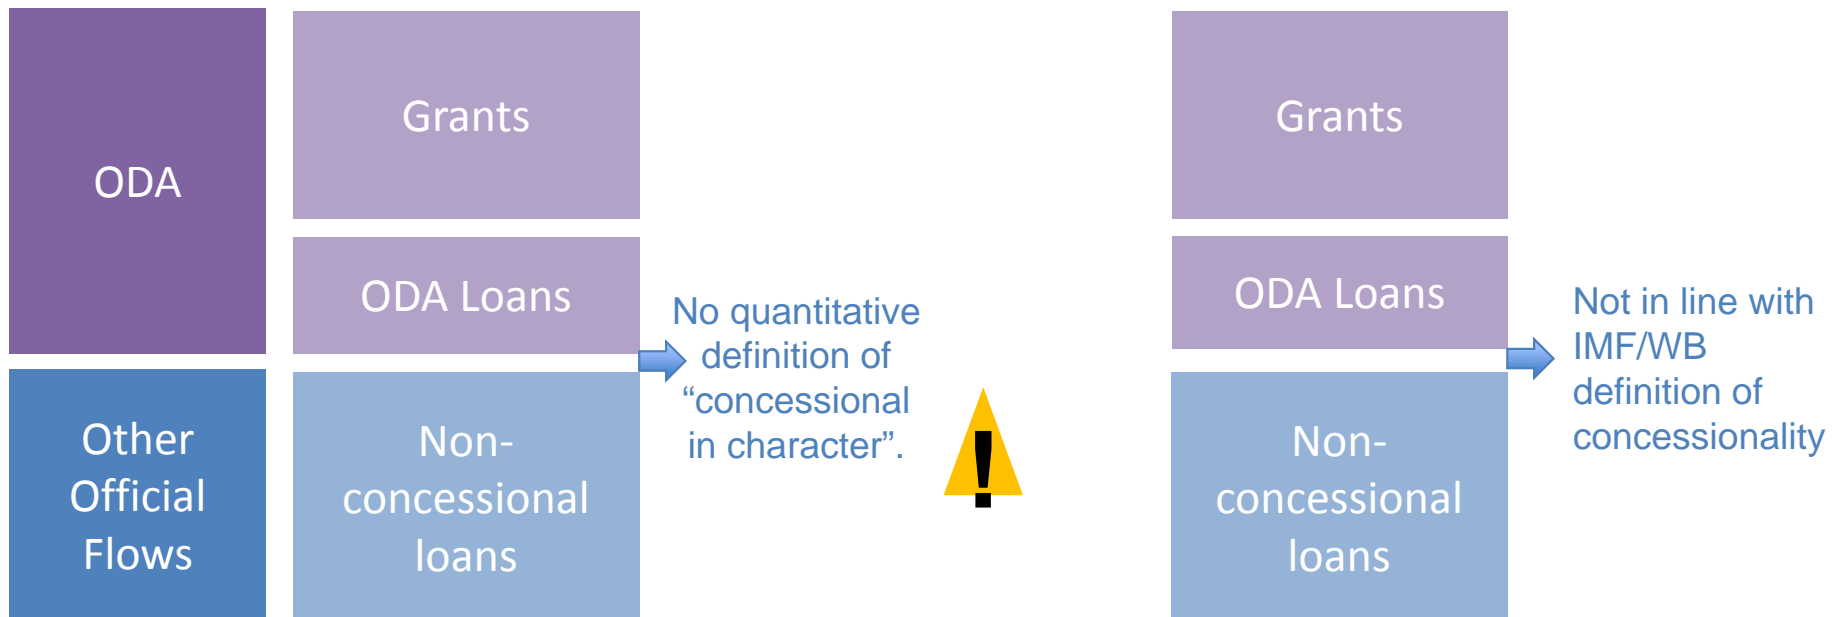 ODA
Other
Official
Flows
Grants
ODA Loans
Non-
concessional
loans
No quantitative
definition of
“concessional
in character”.
!
Grants
ODA Loans
Non-
concessional
loans
Not in line with
IMF/WB
definition of
concessionality